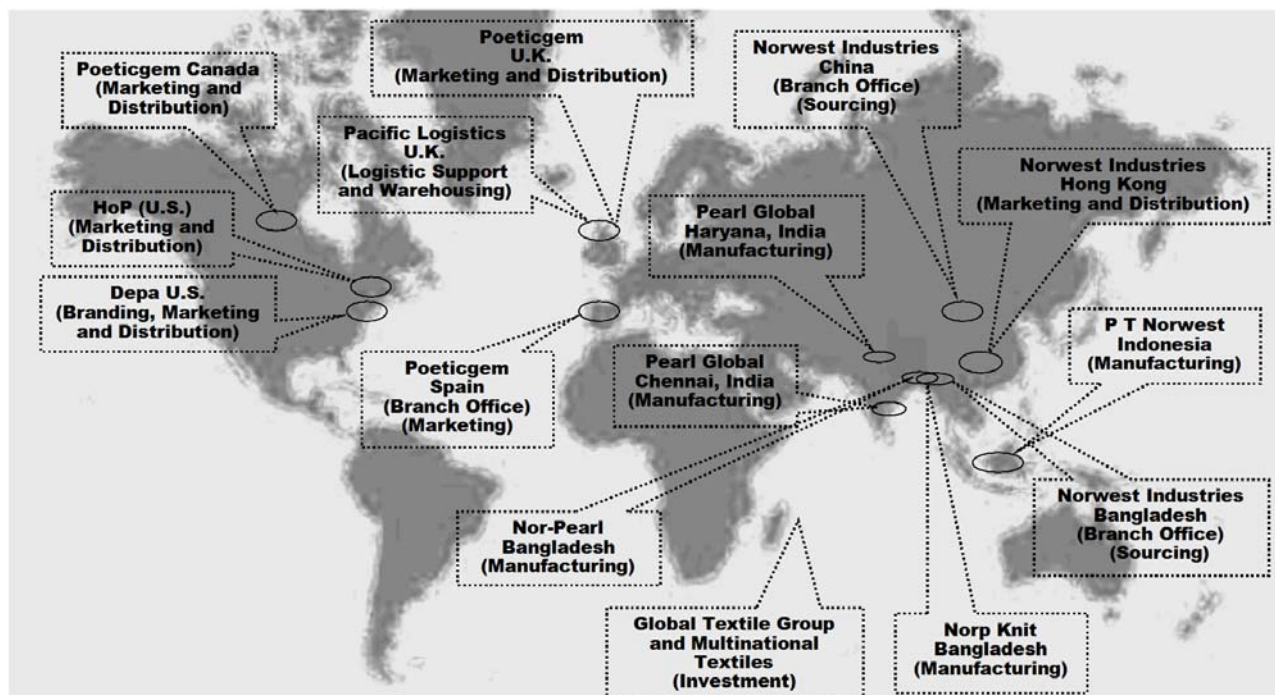 Poeticgem
U.K.
(Marketing and Distribution)
Norwest Industries
China
(Branch Office)
(Sourcing)
Poeticgem Canada
(Marketing and
Distribution)
Pacific Logistics
U.K.
(Logistic Support
and Warehousing)
Norwest Industries
Hong Kong
(Marketing and Distribution)
HoP (U.S.)
(Marketing and
Distribution)
Pearl Global
Haryana, India
(Manufacturing)
Depa U.S.
(Branding, Marketing
and Distribution)
P T Norwest
Indonesia
(Manufacturing)
Poeticgem
Spain
(Branch Office)
(Marketing)
Pearl Global
Chennai, India
(Manufacturing)
Norwest Industries
Bangladesh
(Branch Office)
(Sourcing)
Nor-Pearl
Bangladesh
(Manufacturing)
Global Textile Group
and Multinational
Textiles
(Investment)
Norp Knit
Bangladesh
(Manufacturing)